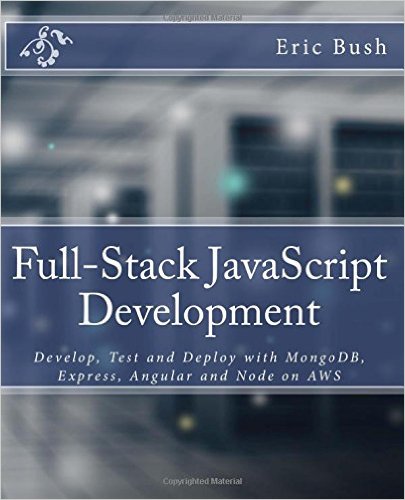 Copyrighted Material
Eric Bush
Full-Stack JavaScript
Development
Develop, Test and Deploy with MongoDB,
Express, Angular and Node on AWS
Copyrighted Material